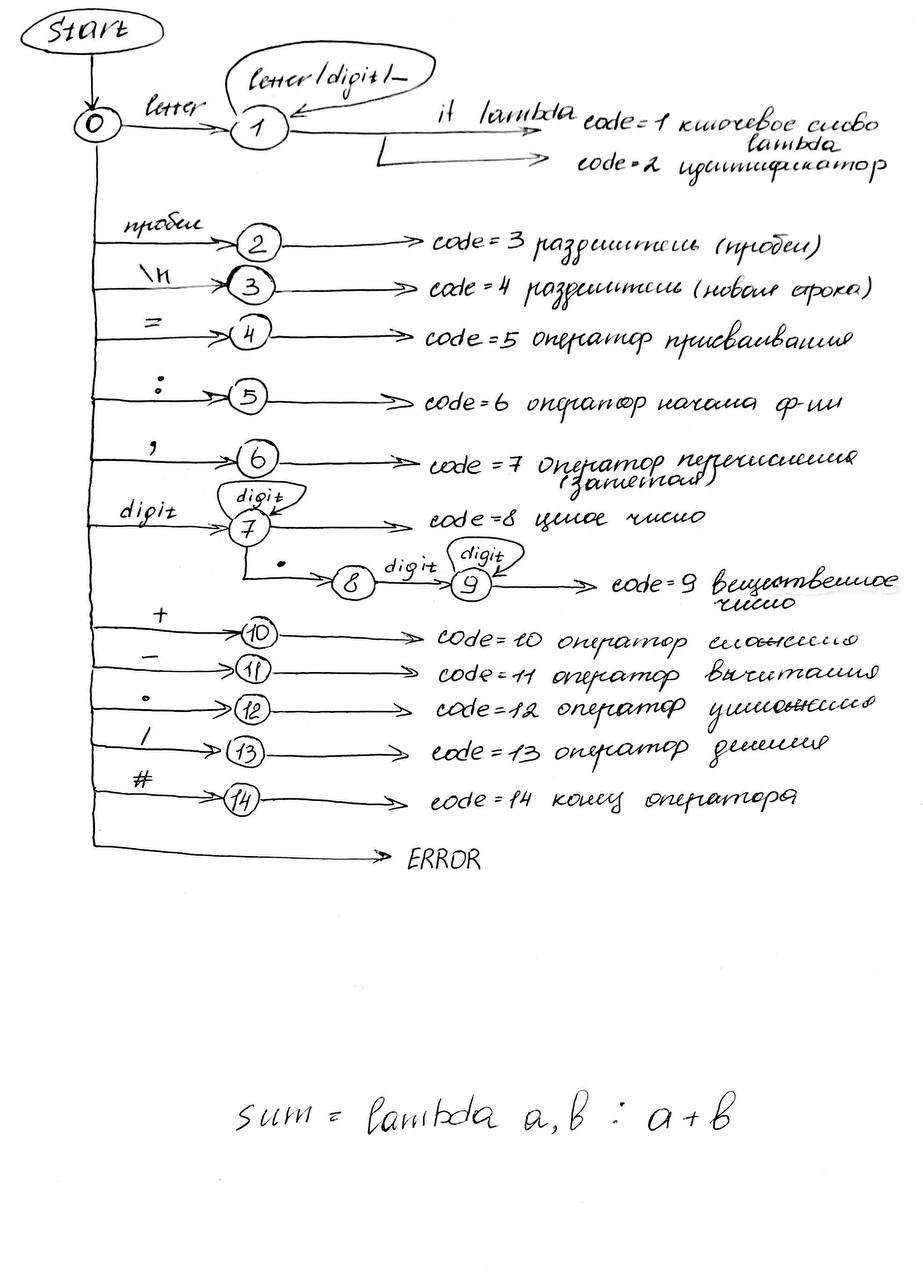 Start
letter/digit/_
0 letter 1 if lambda code=1 ключевое слово
lambda
code=2 идентификатор
пробел 2 code=3 разделитель (пробел)
\n 3 code=4 разделитель (новая строка)
= 4 code=5 оператор присваивания
: 5 code=6 оператор начала ф-ии
, 6 code=7 оператор перечисления
(запятая)
digit
digit 7 code=8 целое число
digit
. 8 digit 9 code=9 вещественное
число
+ 10 code=10 оператор сложения
- 11 code=11 оператор вычитания
· 12 code=12 оператор умножения
/ 13 code=13 оператор деления
# 14 code=14 конец оператора
ERROR
sum = lambda a,b : a+b